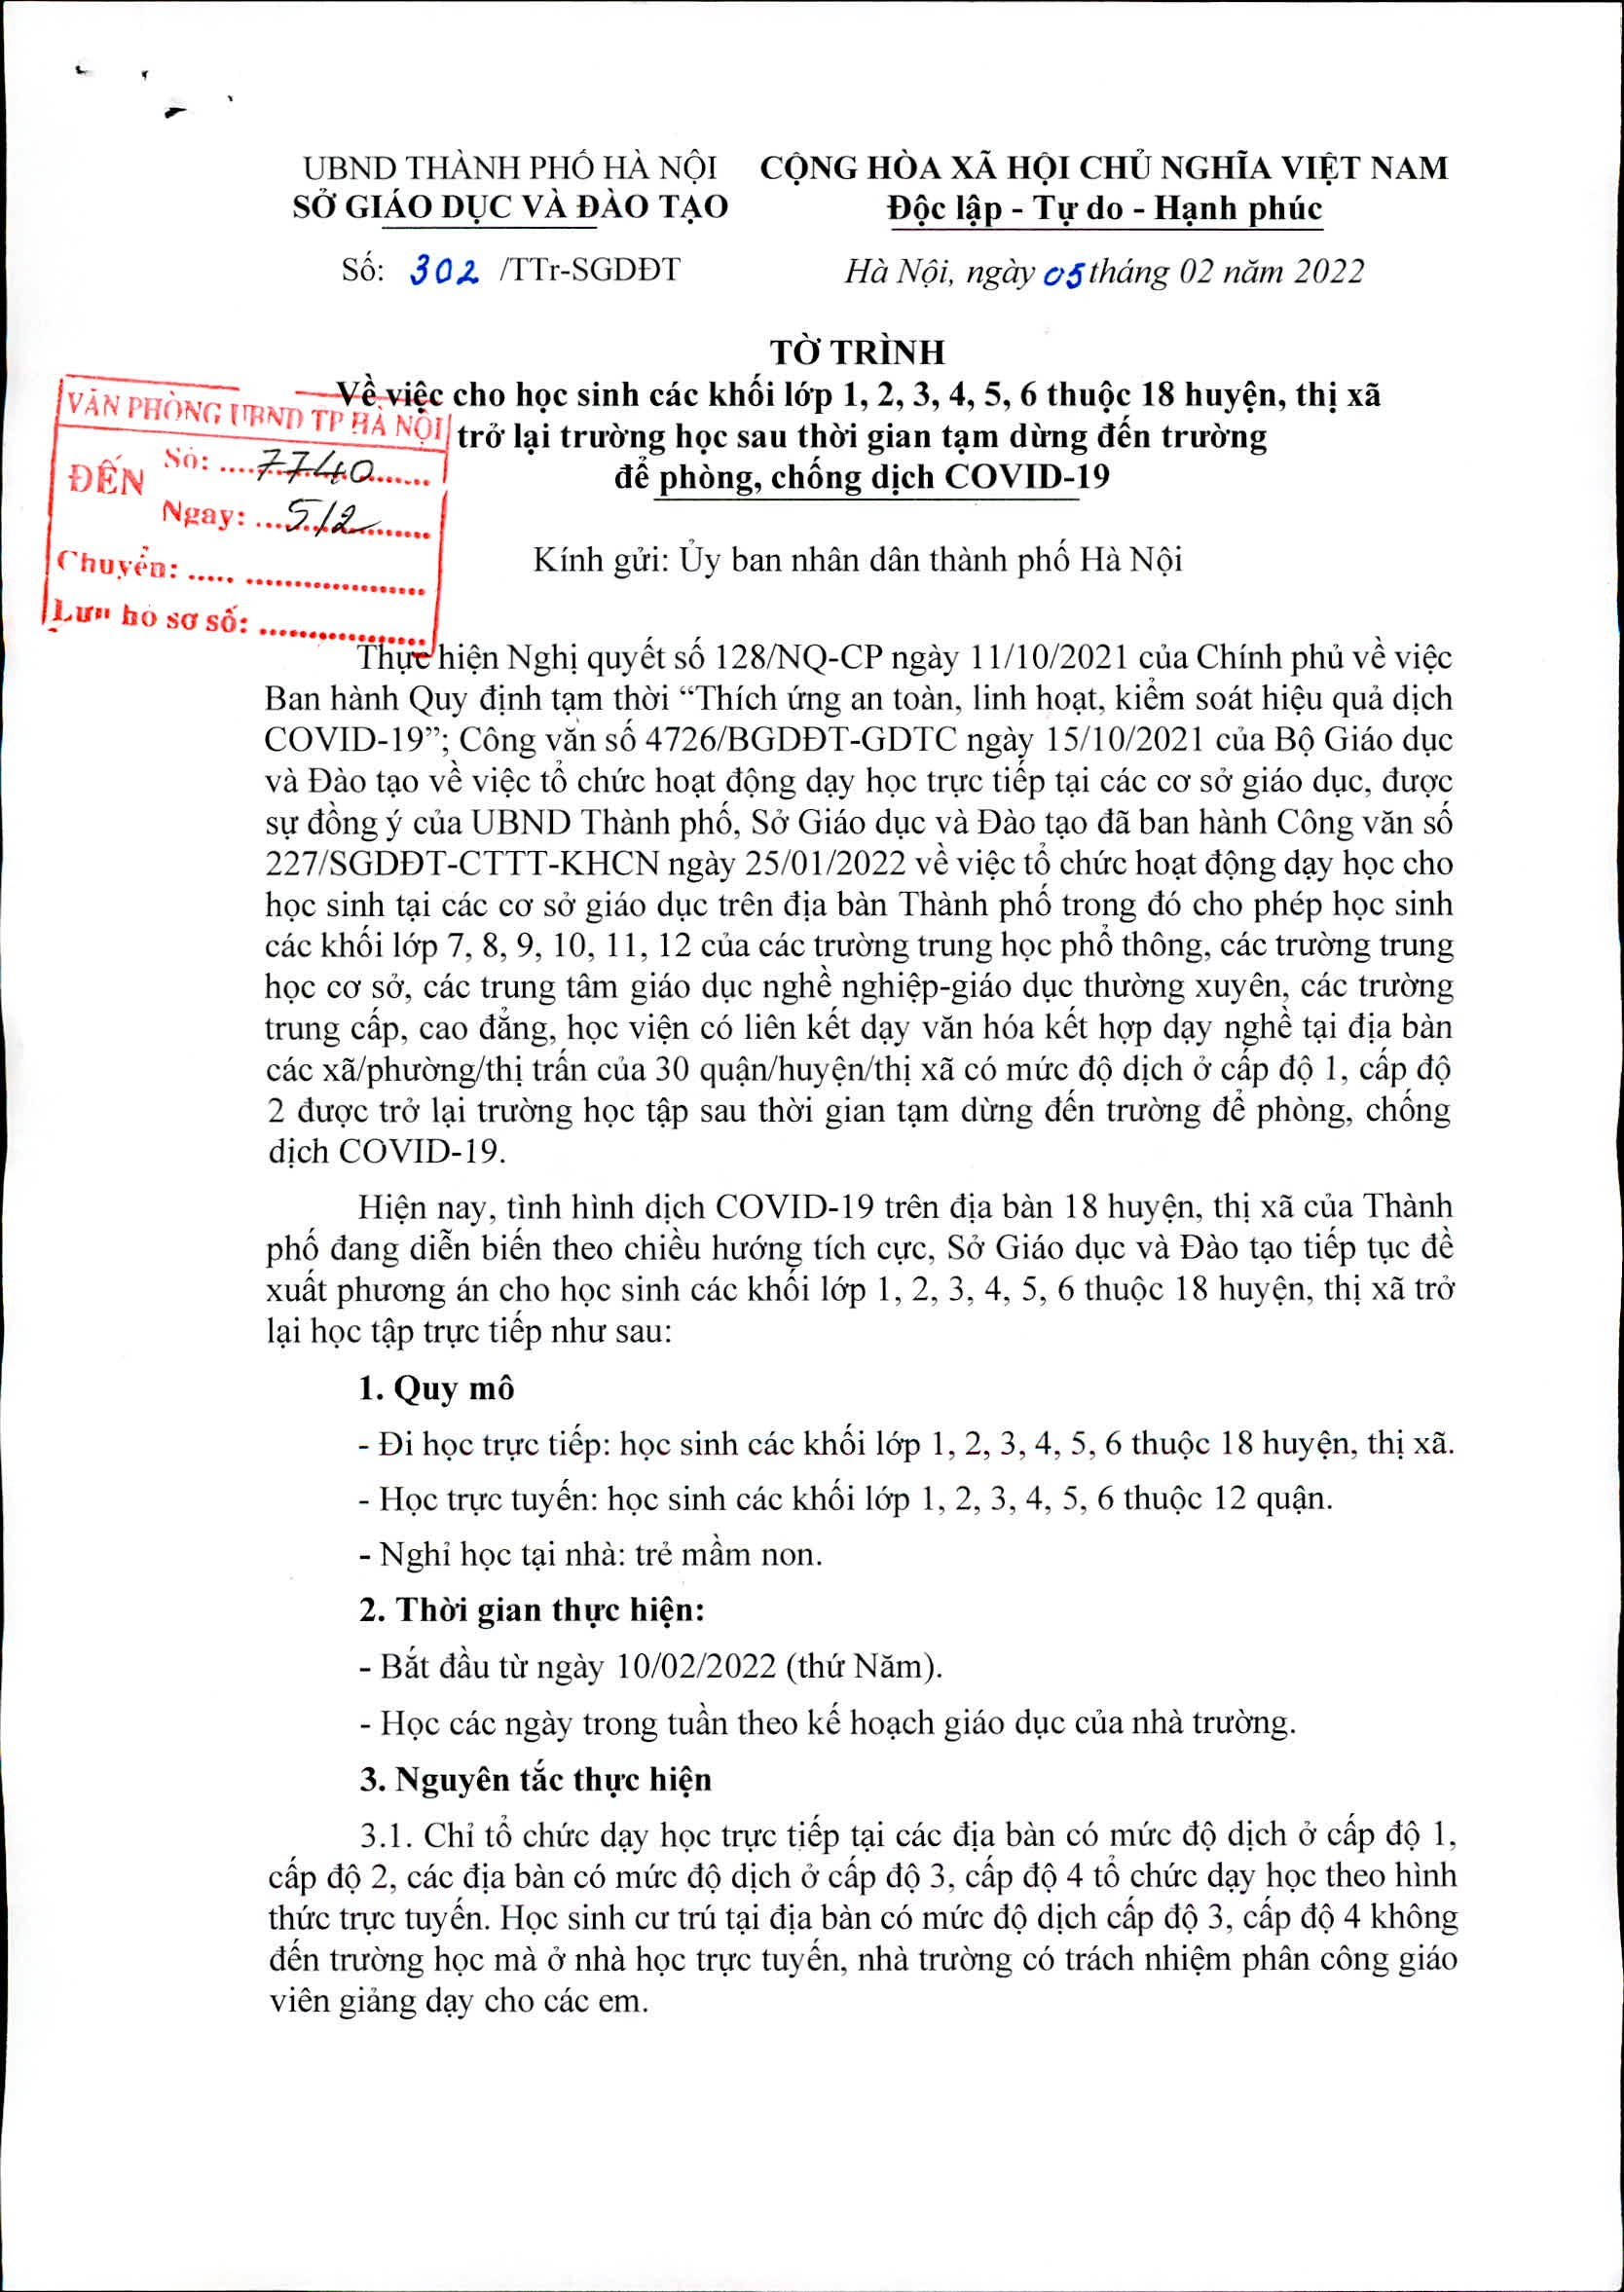 UBND THÀNH PHỐ HÀ NỘI
SỞ GIÁO DỤC VÀ ĐÀO TẠO
Số: 302 /TTr-SGDĐT
CỘNG HÒA XÃ HỘI CHỦ NGHĨA VIỆT NAM
Độc lập - Tự do - Hạnh phúc
Hà Nội, ngày 05 tháng 02 năm 2022
TỜ TRÌNH
Về việc cho học sinh các khối lớp 1, 2, 3, 4, 5, 6 thuộc 18 huyện, thị xã
trở lại trường học sau thời gian tạm dừng đến trường
để phòng, chống dịch COVID-19
VĂN PHÒNG UBND TP HÀ NỘI
ĐẾN
Số: 7740
Ngay: 5/2
Chuyển:
Lưu hồ sơ số:
Kính gửi: Ủy ban nhân dân thành phố Hà Nội
Thực hiện Nghị quyết số 128/NQ-CP ngày 11/10/2021 của Chính phủ về việc
Ban hành Quy định tạm thời “Thích ứng an toàn, linh hoạt, kiểm soát hiệu quả dịch
COVID-19”; Công văn số 4726/BGDĐT-GDTC ngày 15/10/2021 của Bộ Giáo dục
và Đào tạo về việc tổ chức hoạt động dạy học trực tiếp tại các cơ sở giáo dục, được
sự đồng ý của UBND Thành phố, Sở Giáo dục và Đào tạo đã ban hành Công văn số
227/SGDĐT-CTTT-KHCN ngày 25/01/2022 về việc tổ chức hoạt động dạy học cho
học sinh tại các cơ sở giáo dục trên địa bàn Thành phố trong đó cho phép học sinh
các khối lớp 7, 8, 9, 10, 11, 12 của các trường trung học phổ thông, các trường trung
học cơ sở, các trung tâm giáo dục nghề nghiệp-giáo dục thường xuyên, các trường
trung cấp, cao đẳng, học viện có liên kết dạy văn hóa kết hợp dạy nghề tại địa bàn
các xã/phường/thị trấn của 30 quận/huyện/thị xã có mức độ dịch ở cấp độ 1, cấp độ
2 được trở lại trường học tập sau thời gian tạm dừng đến trường để phòng, chống
dịch COVID-19.
Hiện nay, tình hình dịch COVID-19 trên địa bàn 18 huyện, thị xã của Thành
phố đang diễn biến theo chiều hướng tích cực, Sở Giáo dục và Đào tạo tiếp tục đề
xuất phương án cho học sinh các khối lớp 1, 2, 3, 4, 5, 6 thuộc 18 huyện, thị xã trở
lại học tập trực tiếp như sau:
1. Quy mô
- Đi học trực tiếp: học sinh các khối lớp 1, 2, 3, 4, 5, 6 thuộc 18 huyện, thị xã.
- Học trực tuyến: học sinh các khối lớp 1, 2, 3, 4, 5, 6 thuộc 12 quận.
- Nghỉ học tại nhà: trẻ mầm non.
2. Thời gian thực hiện:
- Bắt đầu từ ngày 10/02/2022 (thứ Năm).
- Học các ngày trong tuần theo kế hoạch giáo dục của nhà trường.
3. Nguyên tắc thực hiện
3.1. Chỉ tổ chức dạy học trực tiếp tại các địa bàn có mức độ dịch ở cấp độ 1,
cấp độ 2, các địa bàn có mức độ dịch ở cấp độ 3, cấp độ 4 tổ chức dạy học theo hình
thức trực tuyến. Học sinh cư trú tại địa bàn có mức độ dịch cấp độ 3, cấp độ 4 không
đến trường học mà ở nhà học trực tuyến, nhà trường có trách nhiệm phân công giáo
viên giảng dạy cho các em.